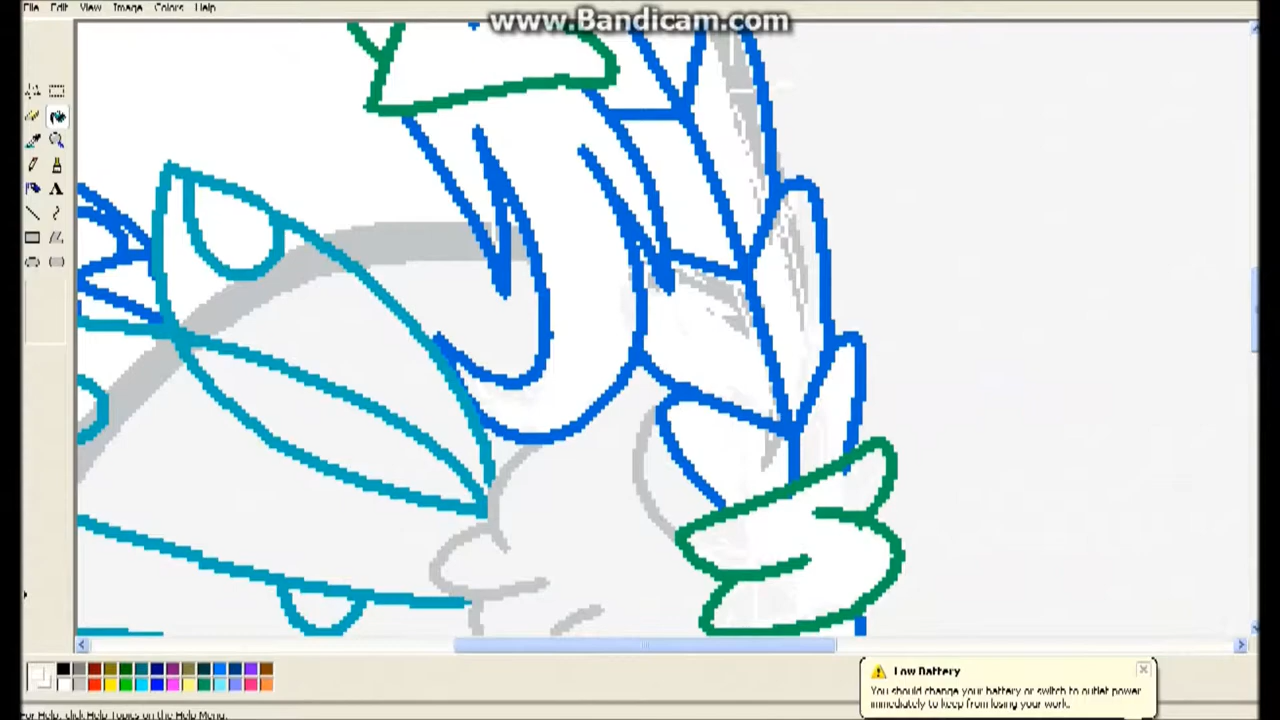 www.Bandicam.com
File Edit View Image Colors Help
A
Low Battery
You should change your battery or switch to outlet power
immediately to keep from losing your work.
For Help, click Help Topics on the Help Menu.